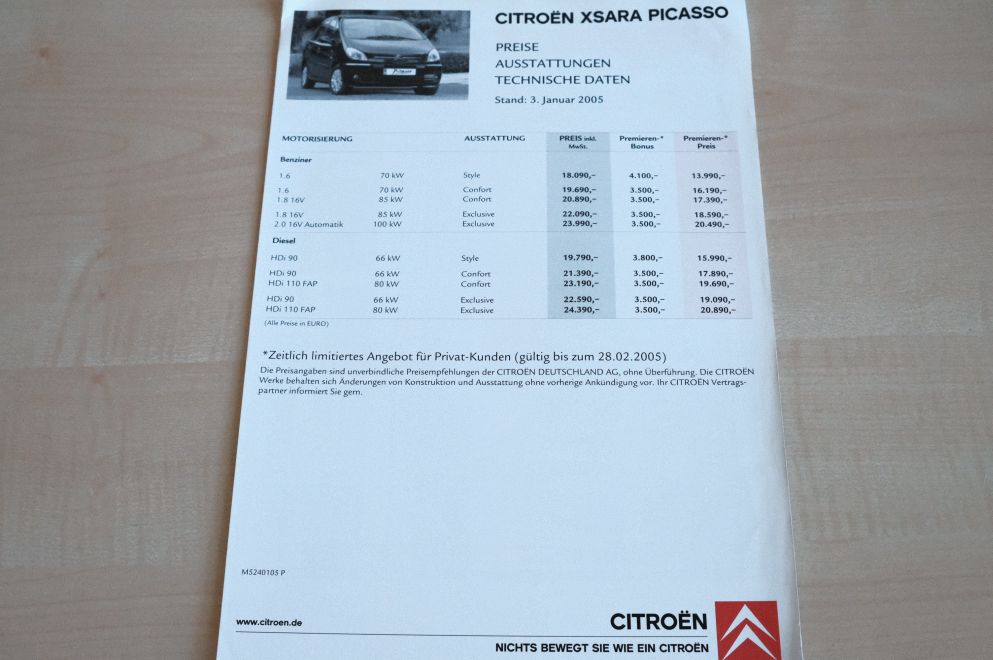 CITROËN XSARA PICASSO
PREISE
AUSSTATTUNGEN
TECHNISCHE DATEN
Stand: 3. Januar 2005
MOTORISIERUNG AUSSTATTUNG PREIS inkl. MwSt. Premieren-* Bonus Premieren-* Preis
Benziner
1.6 70 kW Style 18.090,– 4.100,– 13.990,–
1.6 70 kW Confort 19.690,– 3.500,– 16.190,–
1.8 16V 85 kW Confort 20.890,– 3.500,– 17.390,–
1.8 16V 85 kW Exclusive 22.090,– 3.500,– 18.590,–
2.0 16V Automatik 100 kW Exclusive 23.990,– 3.500,– 20.490,–
Diesel
HDi 90 66 kW Style 19.790,– 3.800,– 15.990,–
HDi 90 66 kW Confort 21.390,– 3.500,– 17.890,–
HDi 110 FAP 80 kW Confort 23.190,– 3.500,– 19.690,–
HDi 90 66 kW Exclusive 22.590,– 3.500,– 19.090,–
HDi 110 FAP 80 kW Exclusive 24.390,– 3.500,– 20.890,–
(Alle Preise in EURO)
*Zeitlich limitiertes Angebot für Privat-Kunden (gültig bis zum 28.02.2005)
Die Preisangaben sind unverbindliche Preisempfehlungen der CITROËN DEUTSCHLAND AG, ohne Überführung. Die CITROËN
Werke behalten sich Änderungen von Konstruktion und Ausstattung ohne vorherige Ankündigung vor. Ihr CITROËN Vertrags-
partner informiert Sie gern.
M5240105 P
www.citroen.de
CITROËN
NICHTS BEWEGT SIE WIE EIN CITROËN